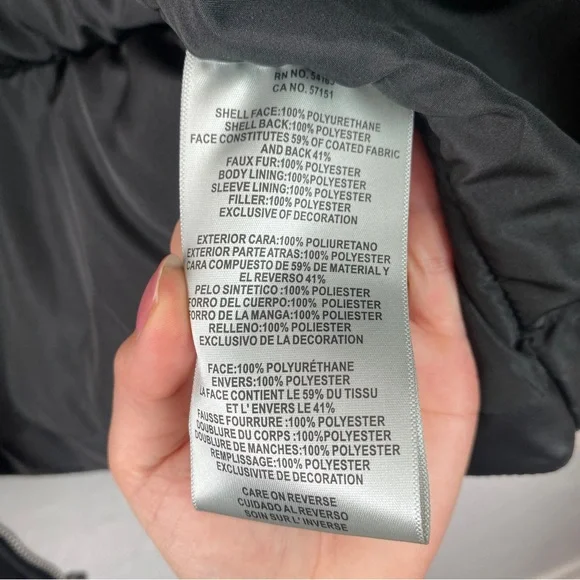 RN NO. 54163
CA NO. 57151
SHELL FACE:100% POLYURETHANE
SHELL BACK:100% POLYESTER
FACE CONSTITUTES 59% OF COATED FABRIC
AND BACK 41%
FAUX FUR:100% POLYESTER
BODY LINING:100% POLYESTER
SLEEVE LINING:100% POLYESTER
FILLER:100% POLYESTER
EXCLUSIVE OF DECORATION
EXTERIOR CARA:100% POLIURETANO
EXTERIOR PARTE ATRAS:100% POLYESTER
CARA COMPUESTO DE 59% DE MATERIAL Y
EL REVERSO 41%
PELO SINTETICO:100% POLIESTER
FORRO DEL CUERPO:100% POLIESTER
FORRO DE LA MANGA:100% POLIESTER
RELLENO:100% POLIESTER
EXCLUSIVO DE LA DECORATION
FACE:100% POLYURÉTHANE
ENVERS:100% POLYESTER
LA FACE CONTIENT LE 59% DU TISSU
ET L' ENVERS LE 41%
FAUSSE FOURRURE :100% POLYESTER
DOUBLURE DU CORPS :100%POLYESTER
DOUBLURE DE MANCHES:100% POLYESTER
REMPLISSAGE:100% POLYESTER
EXCLUSIVITE DE DECORATION
CARE ON REVERSE
CUIDADO AL REVERSO
SOIN SUR L' INVERSE